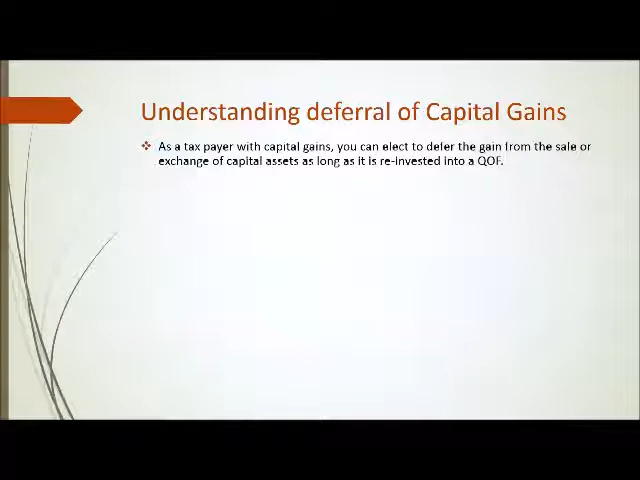 Understanding deferral of Capital Gains
As a tax payer with capital gains, you can elect to defer the gain from the sale or
exchange of capital assets as long as it is re-invested into a QOF.